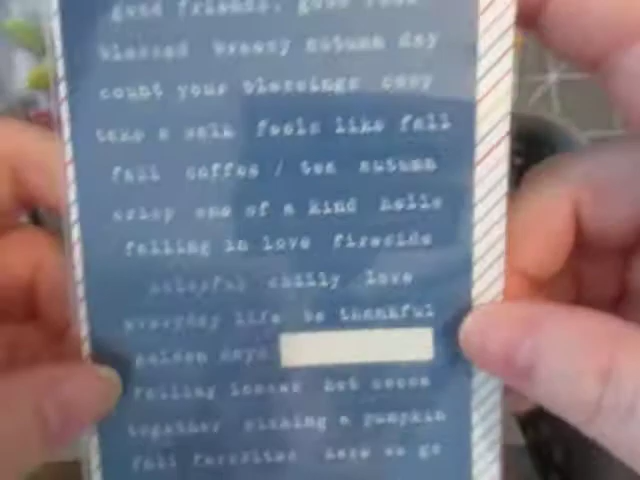 good friends, good food
blessed breezy autumn day
count your blessings cozy
take a walk feels like fall
fall coffee / tea autumn
crisp one of a kind hello
falling in love fireside
colorful chilly love
everyday life be thankful
golden days
falling leaves hot cocoa
together picking a pumpkin
fall favorites here we go